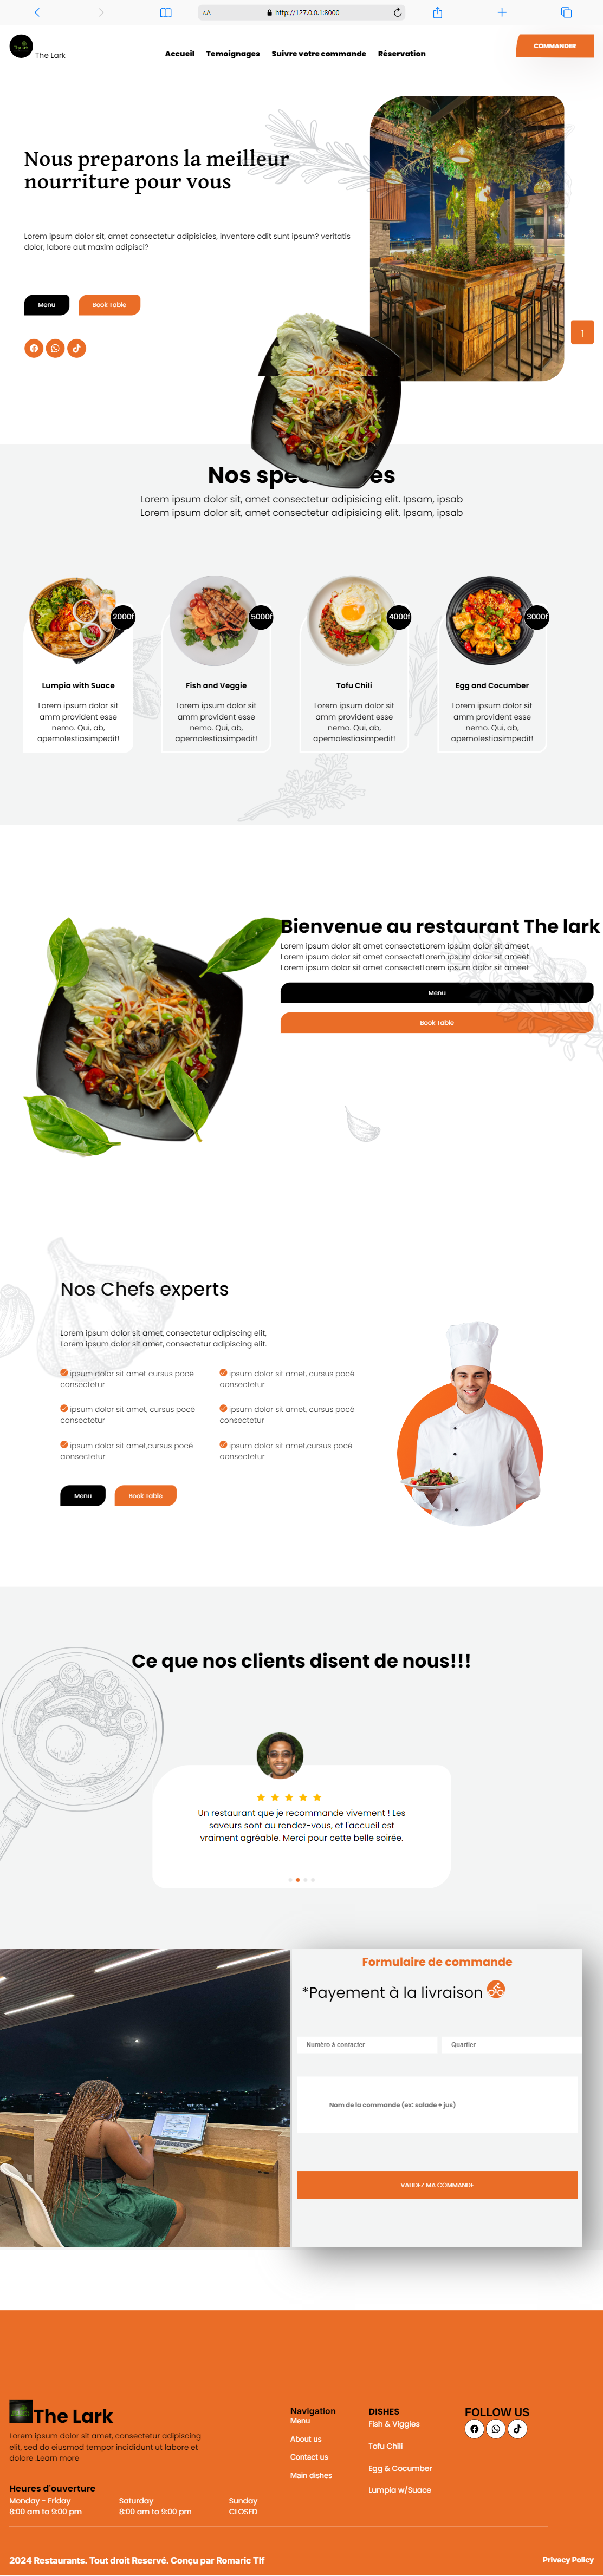 AA http://127.0.0.1:8000
The Lark
Accueil Temoignages Suivre votre commande Réservation
COMMANDER
Nous preparons la meilleur
nourriture pour vous
Lorem ipsum dolor sit, amet consectetur adipisicies, inventore odit sunt ipsum? veritatis
dolor, labore aut maxim adipisci?
Menu
Book Table
↑
Nos spec es
Lorem ipsum dolor sit, amet consectetur adipisicing elit. Ipsam, ipsab
Lorem ipsum dolor sit, amet consectetur adipisicing elit. Ipsam, ipsab
2000f
5000f
4000f
3000f
Lumpia with Suace
Lorem ipsum dolor sit
amm provident esse
nemo. Qui, ab,
apemolestiasimpedit!
Fish and Veggie
Lorem ipsum dolor sit
amm provident esse
nemo. Qui, ab,
apemolestiasimpedit!
Tofu Chili
Lorem ipsum dolor sit
amm provident esse
nemo. Qui, ab,
apemolestiasimpedit!
Egg and Cocumber
Lorem ipsum dolor sit
amm provident esse
nemo. Qui, ab,
apemolestiasimpedit!
Bienvenue au restaurant The lark
Lorem ipsum dolor sit amet consectetLorem ipsum dolor sit ameet
Lorem ipsum dolor sit amet consectetLorem ipsum dolor sit ameet
Lorem ipsum dolor sit amet consectetLorem ipsum dolor sit ameet
Menu
Book Table
Nos Chefs experts
Lorem ipsum dolor sit amet, consectetur adipiscing elit,
Lorem ipsum dolor sit amet, consectetur adipiscing elit.
ipsum dolor sit amet cursus pocé
consectetur
ipsum dolor sit amet, cursus pocé
aonsectetur
ipsum dolor sit amet, cursus pocé
consectetur
ipsum dolor sit amet, cursus pocé
consectetur
ipsum dolor sit amet,cursus pocé
aonsectetur
ipsum dolor sit amet,cursus pocé
aonsectetur
Menu
Book Table
Ce que nos clients disent de nous!!!
Un restaurant que je recommande vivement ! Les
saveurs sont au rendez-vous, et l'accueil est
vraiment agréable. Merci pour cette belle soirée.
Formulaire de commande
*Payement à la livraison
Numéro à contacter
Quartier
Nom de la commande (ex: salade + jus)
VALIDEZ MA COMMANDE
The Lark
Lorem ipsum dolor sit amet, consectetur adipiscing
elit, sed do eiusmod tempor incididunt ut labore et
dolore .Learn more
Heures d'ouverture
Monday - Friday
8:00 am to 9:00 pm
Saturday
8:00 am to 9:00 pm
Sunday
CLOSED
Navigation
Menu
About us
Contact us
Main dishes
DISHES
Fish & Viggies
Tofu Chili
Egg & Cocumber
Lumpia w/Suace
FOLLOW US
2024 Restaurants. Tout droit Reservé. Conçu par Romaric Tlf
Privacy Policy